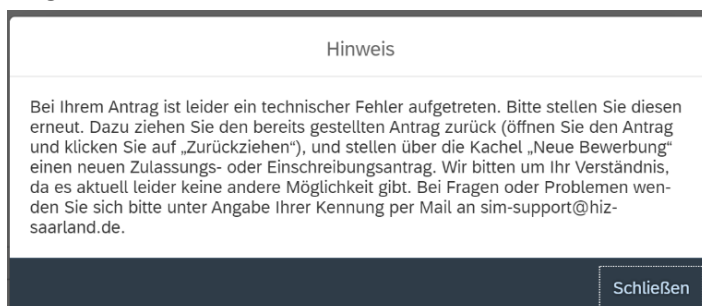 Hinweis
Bei Ihrem Antrag ist leider ein technischer Fehler aufgetreten. Bitte stellen Sie diesen
erneut. Dazu ziehen Sie den bereits gestellten Antrag zurück (öffnen Sie den Antrag
und klicken Sie auf „Zurückziehen“), und stellen über die Kachel „Neue Bewerbung“
einen neuen Zulassungs- oder Einschreibungsantrag. Wir bitten um Ihr Verständnis,
da es aktuell leider keine andere Möglichkeit gibt. Bei Fragen oder Problemen wen-
den Sie sich bitte unter Angabe Ihrer Kennung per Mail an sim-support@hiz-
saarland.de.
Schließen